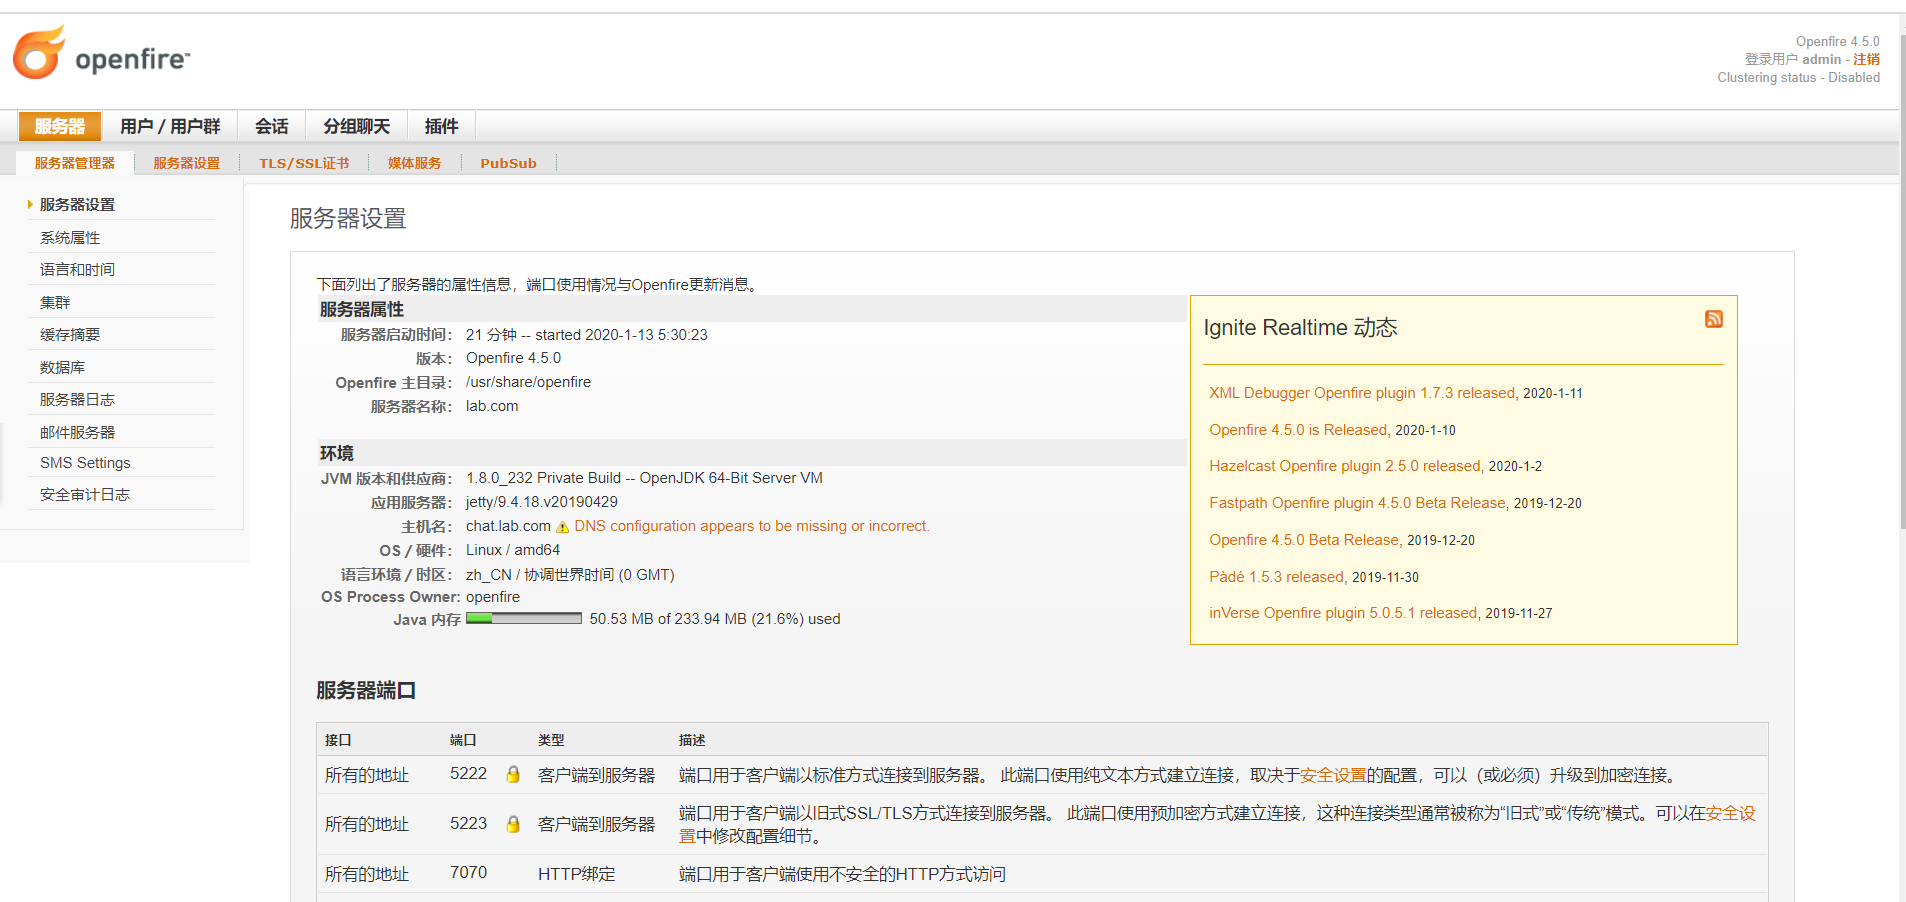 openfire™
Openfire 4.5.0
登录用户 admin - 注销
Clustering status - Disabled
服务器 用户 / 用户群 会话 分组聊天 插件
服务器管理器 服务器设置 TLS/SSL证书 媒体服务 PubSub
服务器设置
系统属性
语言和时间
集群
缓存摘要
数据库
服务器日志
邮件服务器
SMS Settings
安全审计日志
服务器设置
下面列出了服务器的属性信息，端口使用情况与Openfire更新消息。
服务器属性
服务器启动时间： 21 分钟 -- started 2020-1-13 5:30:23
版本： Openfire 4.5.0
Openfire 主目录： /usr/share/openfire
服务器名称： lab.com
环境
JVM 版本和供应商： 1.8.0_232 Private Build -- OpenJDK 64-Bit Server VM
应用服务器： jetty/9.4.18.v20190429
主机名： chat.lab.com DNS configuration appears to be missing or incorrect.
OS / 硬件： Linux / amd64
语言环境 / 时区： zh_CN / 协调世界时间 (0 GMT)
OS Process Owner: openfire
Java 内存 50.53 MB of 233.94 MB (21.6%) used
Ignite Realtime 动态
XML Debugger Openfire plugin 1.7.3 released, 2020-1-11
Openfire 4.5.0 is Released, 2020-1-10
Hazelcast Openfire plugin 2.5.0 released, 2020-1-2
Fastpath Openfire plugin 4.5.0 Beta Release, 2019-12-20
Openfire 4.5.0 Beta Release, 2019-12-20
Pàdé 1.5.3 released, 2019-11-30
inVerse Openfire plugin 5.0.5.1 released, 2019-11-27
服务器端口
接口 端口 类型 描述
所有的地址 5222 客户端到服务器 端口用于客户端以标准方式连接到服务器。 此端口使用纯文本方式建立连接，取决于安全设置的配置，可以（或必须）升级到加密连接。
所有的地址 5223 客户端到服务器 端口用于客户端以旧式SSL/TLS方式连接到服务器。 此端口使用预加密方式建立连接，这种连接类型通常被称为“旧式”或“传统”模式。可以在安全设
置中修改配置细节。
所有的地址 7070 HTTP绑定 端口用于客户端使用不安全的HTTP方式访问